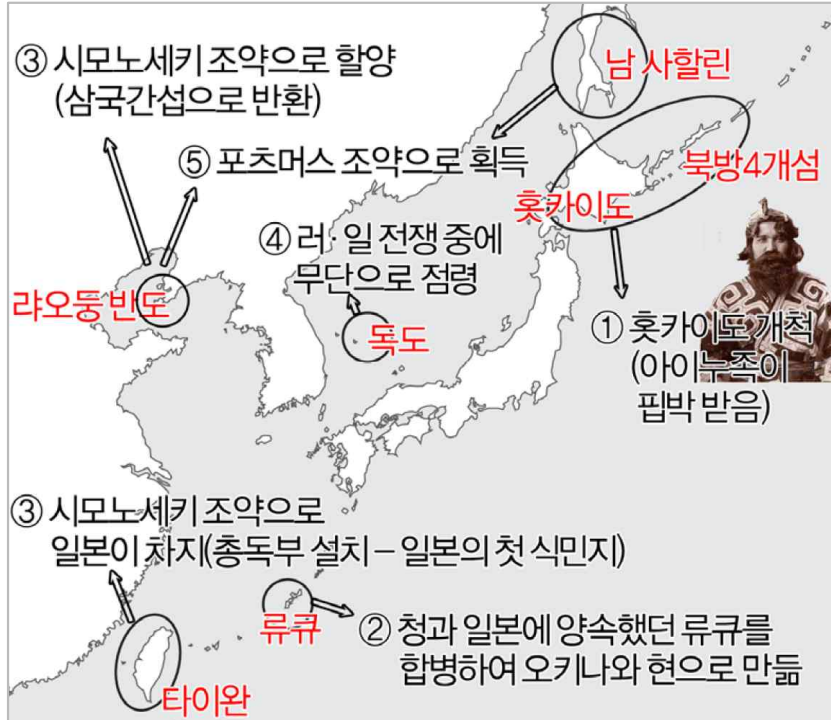 ③ 시모노세키 조약으로 할양
(삼국간섭으로 반환)
남 사할린
⑤ 포츠머스 조약으로 획득
북방4개섬
홋카이도
④ 러·일 전쟁 중에
무단으로 점령
랴오둥 반도
독도
① 홋카이도 개척
(아이누족이
핍박 받음)
③ 시모노세키 조약으로
일본이 차지(총독부 설치 – 일본의 첫 식민지)
류큐
② 청과 일본에 양속했던 류큐를
합병하여 오키나와 현으로 만듦
타이완